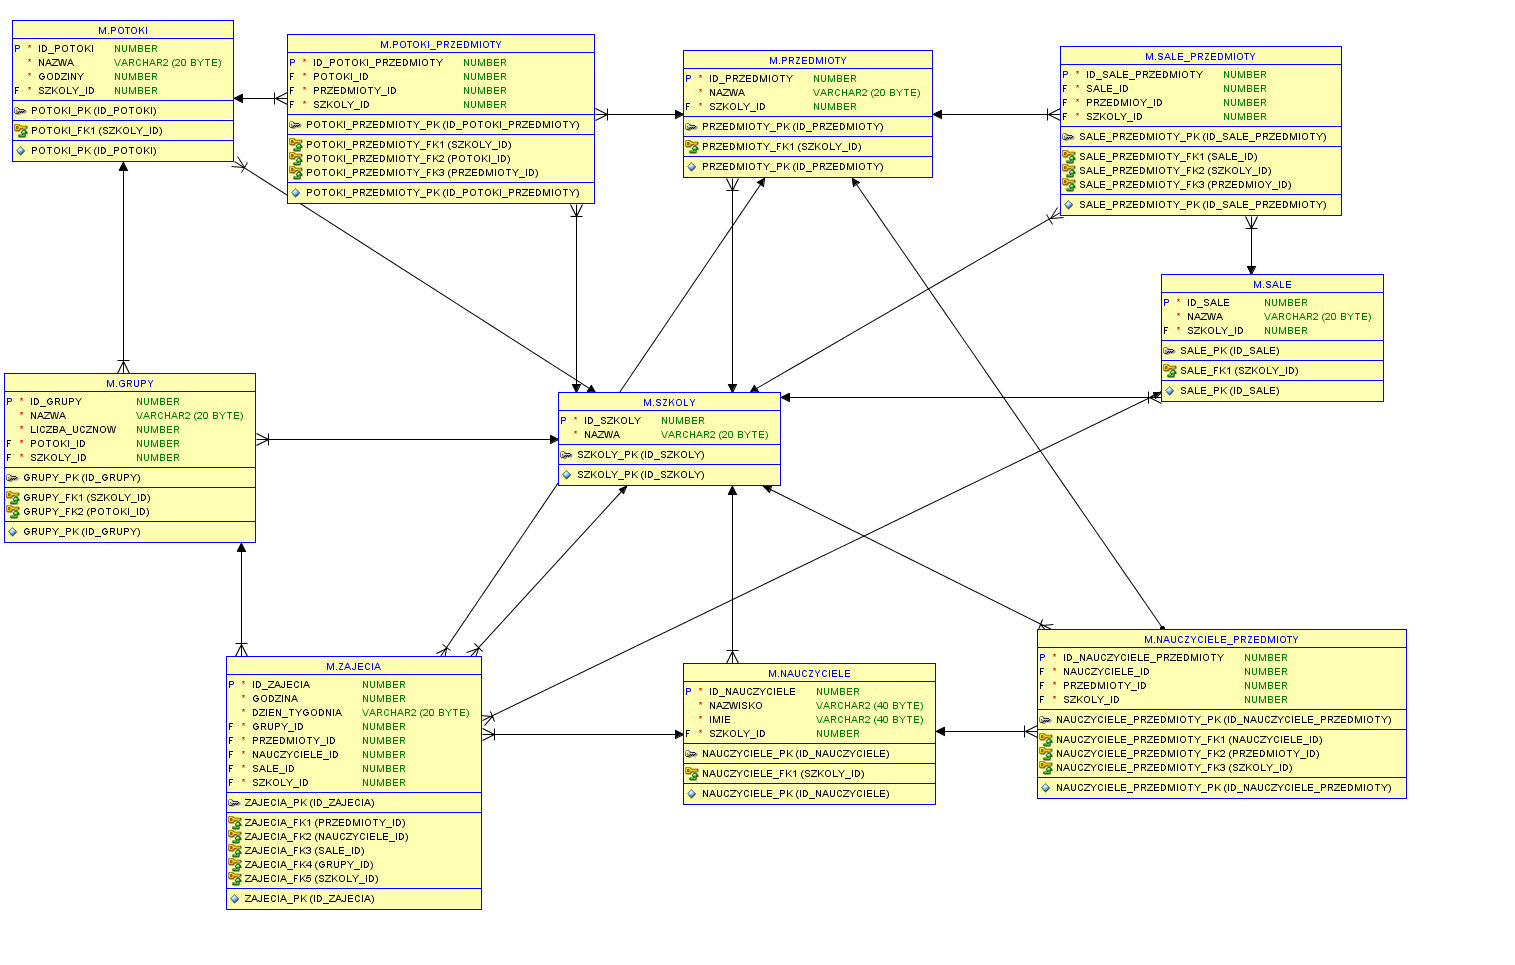 M.POTOKI
P * ID_POTOKI NUMBER
* NAZWA VARCHAR2 (20 BYTE)
* GODZINY NUMBER
F * SZKOLY_ID NUMBER
POTOKI_PK (ID_POTOKI)
POTOKI_FK1 (SZKOLY_ID)
POTOKI_PK (ID_POTOKI)
M.POTOKI_PRZEDMIOTY
P * ID_POTOKI_PRZEDMIOTY NUMBER
F * POTOKI_ID NUMBER
F * PRZEDMIOTY_ID NUMBER
F * SZKOLY_ID NUMBER
POTOKI_PRZEDMIOTY_PK (ID_POTOKI_PRZEDMIOTY)
POTOKI_PRZEDMIOTY_FK1 (SZKOLY_ID)
POTOKI_PRZEDMIOTY_FK2 (POTOKI_ID)
POTOKI_PRZEDMIOTY_FK3 (PRZEDMIOTY_ID)
POTOKI_PRZEDMIOTY_PK (ID_POTOKI_PRZEDMIOTY)
M.PRZEDMIOTY
P * ID_PRZEDMIOTY NUMBER
* NAZWA VARCHAR2 (20 BYTE)
F * SZKOLY_ID NUMBER
PRZEDMIOTY_PK (ID_PRZEDMIOTY)
PRZEDMIOTY_FK1 (SZKOLY_ID)
PRZEDMIOTY_PK (ID_PRZEDMIOTY)
M.SALE_PRZEDMIOTY
P * ID_SALE_PRZEDMIOTY NUMBER
F * SALE_ID NUMBER
F * PRZEDMIOY_ID NUMBER
F * SZKOLY_ID NUMBER
SALE_PRZEDMIOTY_PK (ID_SALE_PRZEDMIOTY)
SALE_PRZEDMIOTY_FK1 (SALE_ID)
SALE_PRZEDMIOTY_FK2 (SZKOLY_ID)
SALE_PRZEDMIOTY_FK3 (PRZEDMIOY_ID)
SALE_PRZEDMIOTY_PK (ID_SALE_PRZEDMIOTY)
M.SALE
P * ID_SALE NUMBER
* NAZWA VARCHAR2 (20 BYTE)
F * SZKOLY_ID NUMBER
SALE_PK (ID_SALE)
SALE_FK1 (SZKOLY_ID)
SALE_PK (ID_SALE)
M.GRUPY
P * ID_GRUPY NUMBER
* NAZWA VARCHAR2 (20 BYTE)
* LICZBA_UCZNOW NUMBER
F * POTOKI_ID NUMBER
F * SZKOLY_ID NUMBER
GRUPY_PK (ID_GRUPY)
GRUPY_FK1 (SZKOLY_ID)
GRUPY_FK2 (POTOKI_ID)
GRUPY_PK (ID_GRUPY)
M.SZKOLY
P * ID_SZKOLY NUMBER
* NAZWA VARCHAR2 (20 BYTE)
SZKOLY_PK (ID_SZKOLY)
SZKOLY_PK (ID_SZKOLY)
M.ZAJECIA
P * ID_ZAJECIA NUMBER
* GODZINA NUMBER
* DZIEN_TYGODNIA VARCHAR2 (20 BYTE)
F * GRUPY_ID NUMBER
F * PRZEDMIOTY_ID NUMBER
F * NAUCZYCIELE_ID NUMBER
F * SALE_ID NUMBER
F * SZKOLY_ID NUMBER
ZAJECIA_PK (ID_ZAJECIA)
ZAJECIA_FK1 (PRZEDMIOTY_ID)
ZAJECIA_FK2 (NAUCZYCIELE_ID)
ZAJECIA_FK3 (SALE_ID)
ZAJECIA_FK4 (GRUPY_ID)
ZAJECIA_FK5 (SZKOLY_ID)
ZAJECIA_PK (ID_ZAJECIA)
M.NAUCZYCIELE
P * ID_NAUCZYCIELE NUMBER
* NAZWISKO VARCHAR2 (40 BYTE)
* IMIE VARCHAR2 (40 BYTE)
F * SZKOLY_ID NUMBER
NAUCZYCIELE_PK (ID_NAUCZYCIELE)
NAUCZYCIELE_FK1 (SZKOLY_ID)
NAUCZYCIELE_PK (ID_NAUCZYCIELE)
M.NAUCZYCIELE_PRZEDMIOTY
P * ID_NAUCZYCIELE_PRZEDMIOTY NUMBER
F * NAUCZYCIELE_ID NUMBER
F * PRZEDMIOTY_ID NUMBER
F * SZKOLY_ID NUMBER
NAUCZYCIELE_PRZEDMIOTY_PK (ID_NAUCZYCIELE_PRZEDMIOTY)
NAUCZYCIELE_PRZEDMIOTY_FK1 (NAUCZYCIELE_ID)
NAUCZYCIELE_PRZEDMIOTY_FK2 (PRZEDMIOTY_ID)
NAUCZYCIELE_PRZEDMIOTY_FK3 (SZKOLY_ID)
NAUCZYCIELE_PRZEDMIOTY_PK (ID_NAUCZYCIELE_PRZEDMIOTY)